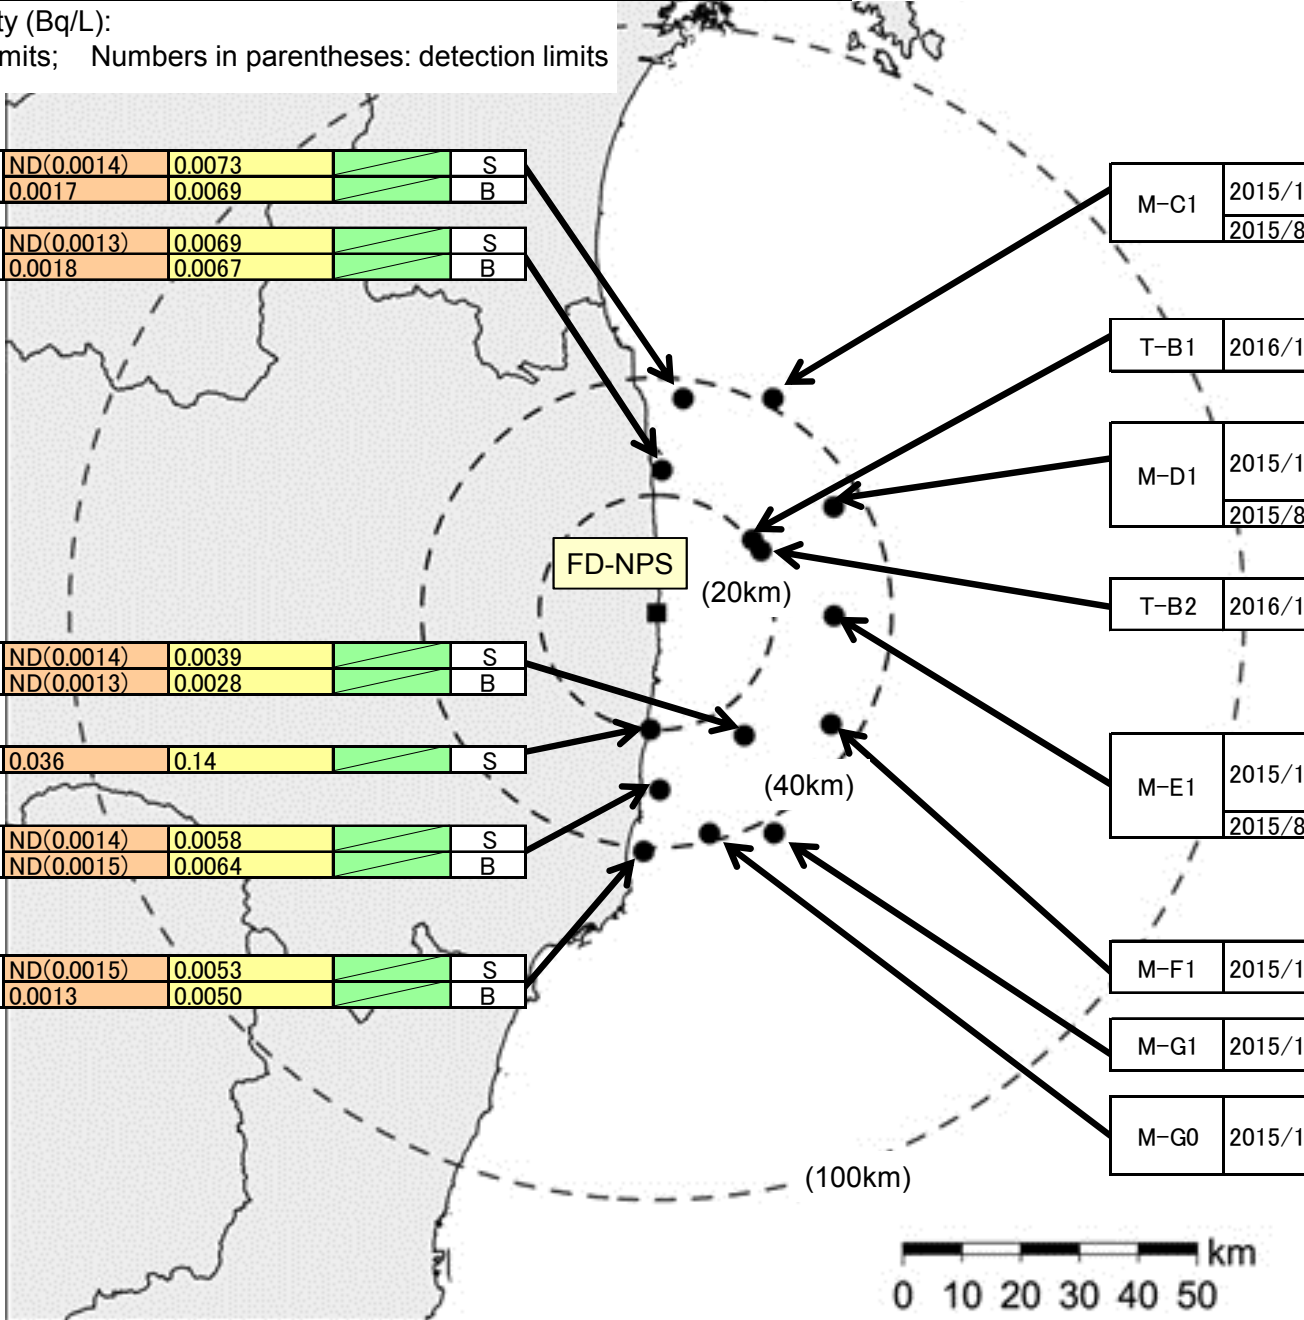 ty (Bq/L):
mits; Numbers in parentheses: detection limits
ND(0.0014) 0.0073 S
0.0017 0.0069 B
ND(0.0013) 0.0069 S
0.0018 0.0067 B
M-C1 2015/1
2015/8
T-B1 2016/1
M-D1 2015/1
2015/8
FD-NPS
(20km)
T-B2 2016/1
ND(0.0014) 0.0039 S
ND(0.0013) 0.0028 B
0.036 0.14 S
(40km)
M-E1 2015/1
2015/8
ND(0.0014) 0.0058 S
ND(0.0015) 0.0064 B
ND(0.0015) 0.0053 S
0.0013 0.0050 B
M-F1 2015/1
M-G1 2015/1
M-G0 2015/1
(100km)
km
0 10 20 30 40 50